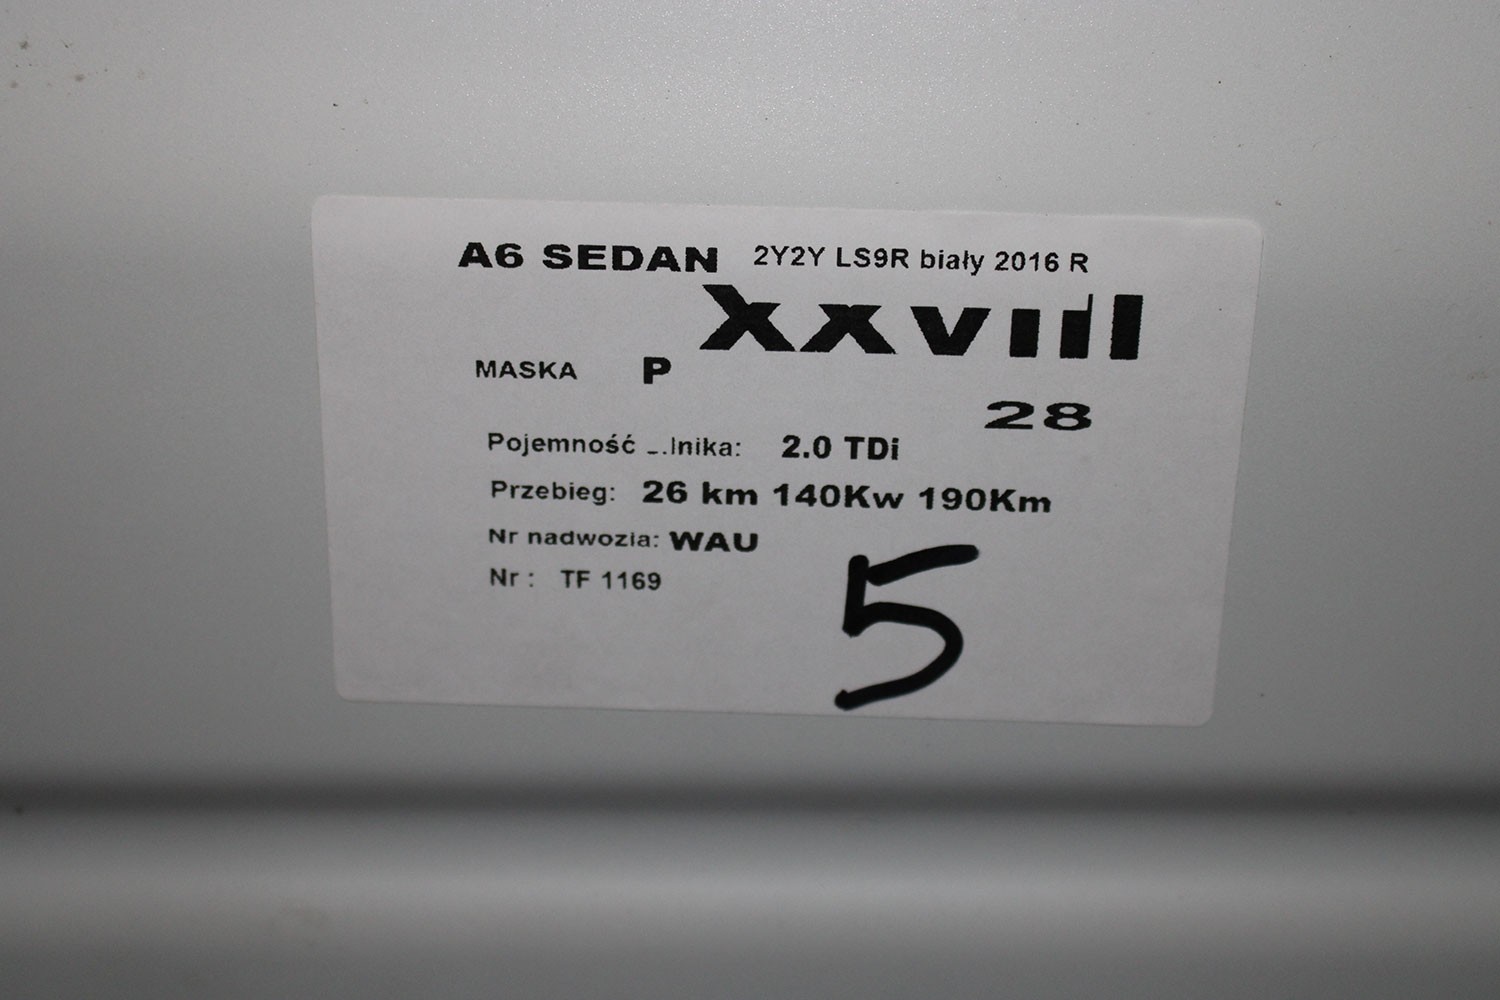 A6 SEDAN 2Y2Y LS9R biały 2016 R
XXVIII
MASKA P
28
Pojemność ..lnika: 2.0 TDi
Przebieg: 26 km 140Kw 190Km
Nr nadwozia: WAU
Nr : TF 1169
5